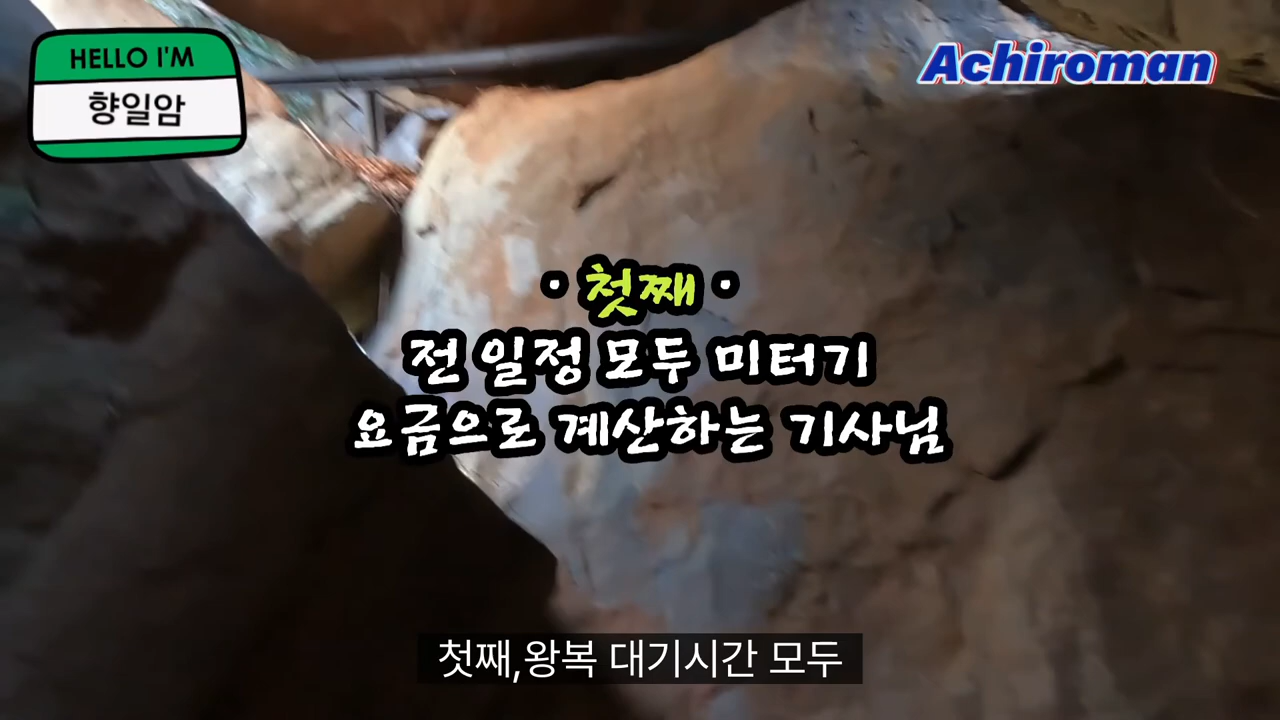 HELLO I'M
향일암
Achiroman
• 첫째 •
전 일정 모두 미터기
요금으로 계산하는 기사님
첫째,왕복 대기시간 모두